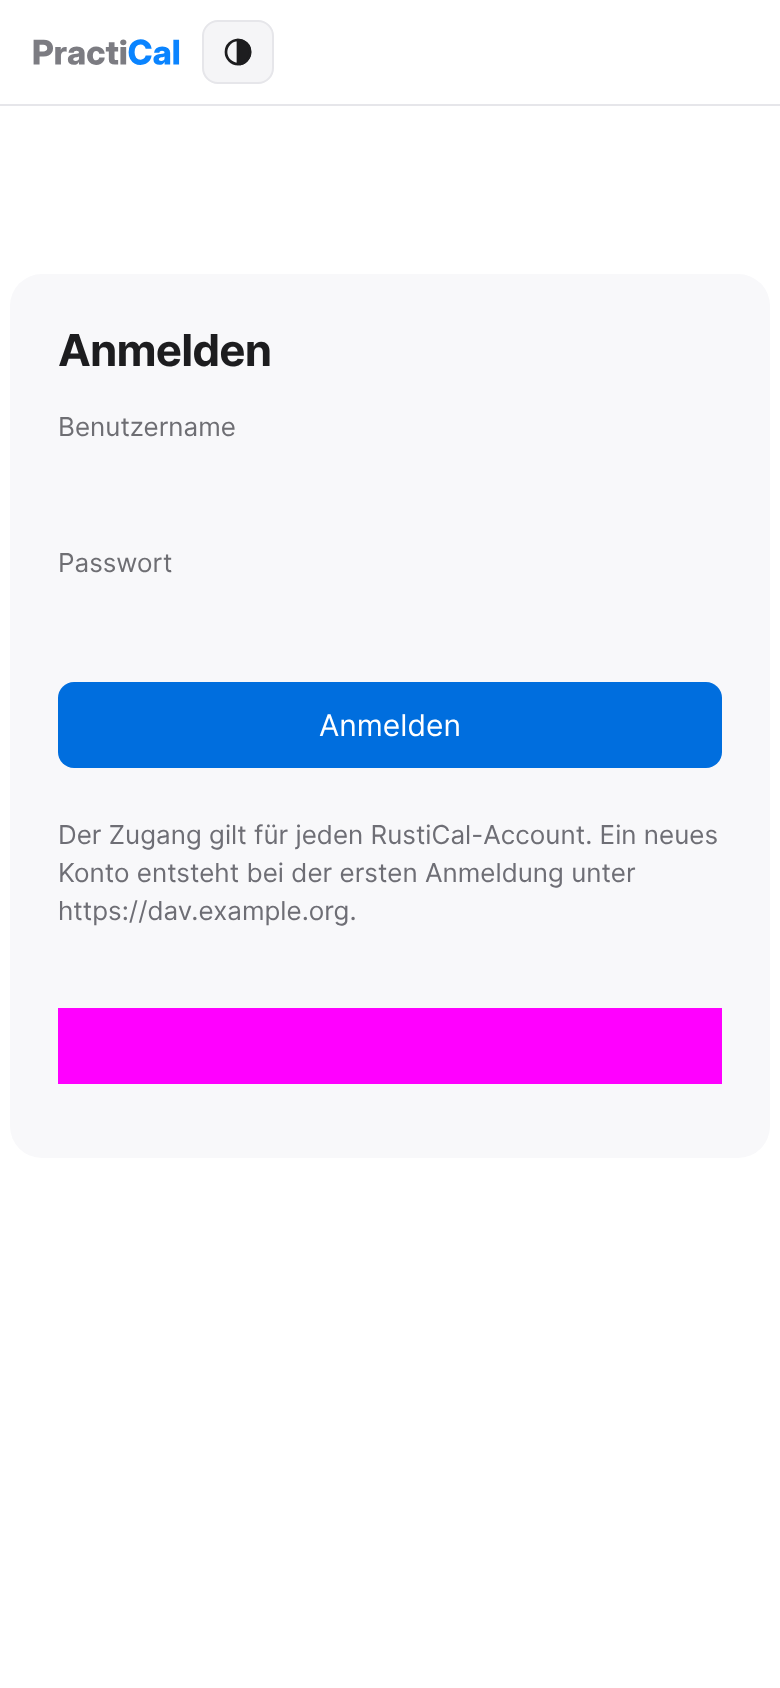 PractiCal
Anmelden
Benutzername
Passwort
Anmelden
Der Zugang gilt für jeden RustiCal-Account. Ein neues
Konto entsteht bei der ersten Anmeldung unter
https://dav.example.org.